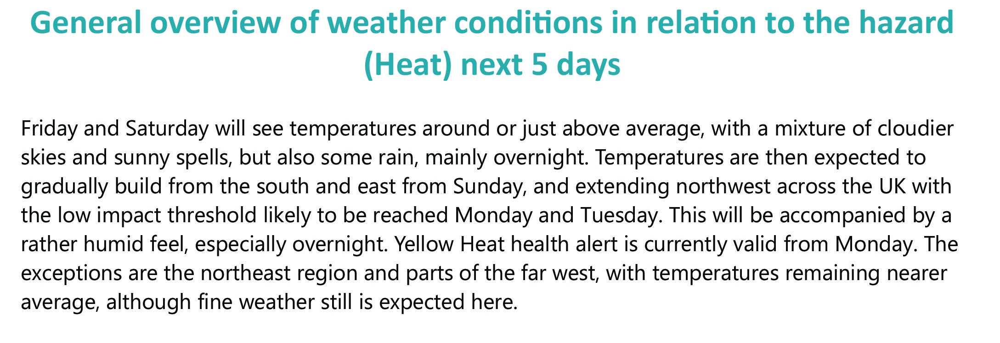 General overview of weather conditions in relation to the hazard
(Heat) next 5 days
Friday and Saturday will see temperatures around or just above average, with a mixture of cloudier
skies and sunny spells, but also some rain, mainly overnight. Temperatures are then expected to
gradually build from the south and east from Sunday, and extending northwest across the UK with
the low impact threshold likely to be reached Monday and Tuesday. This will be accompanied by a
rather humid feel, especially overnight. Yellow Heat health alert is currently valid from Monday. The
exceptions are the northeast region and parts of the far west, with temperatures remaining nearer
average, although fine weather still is expected here.